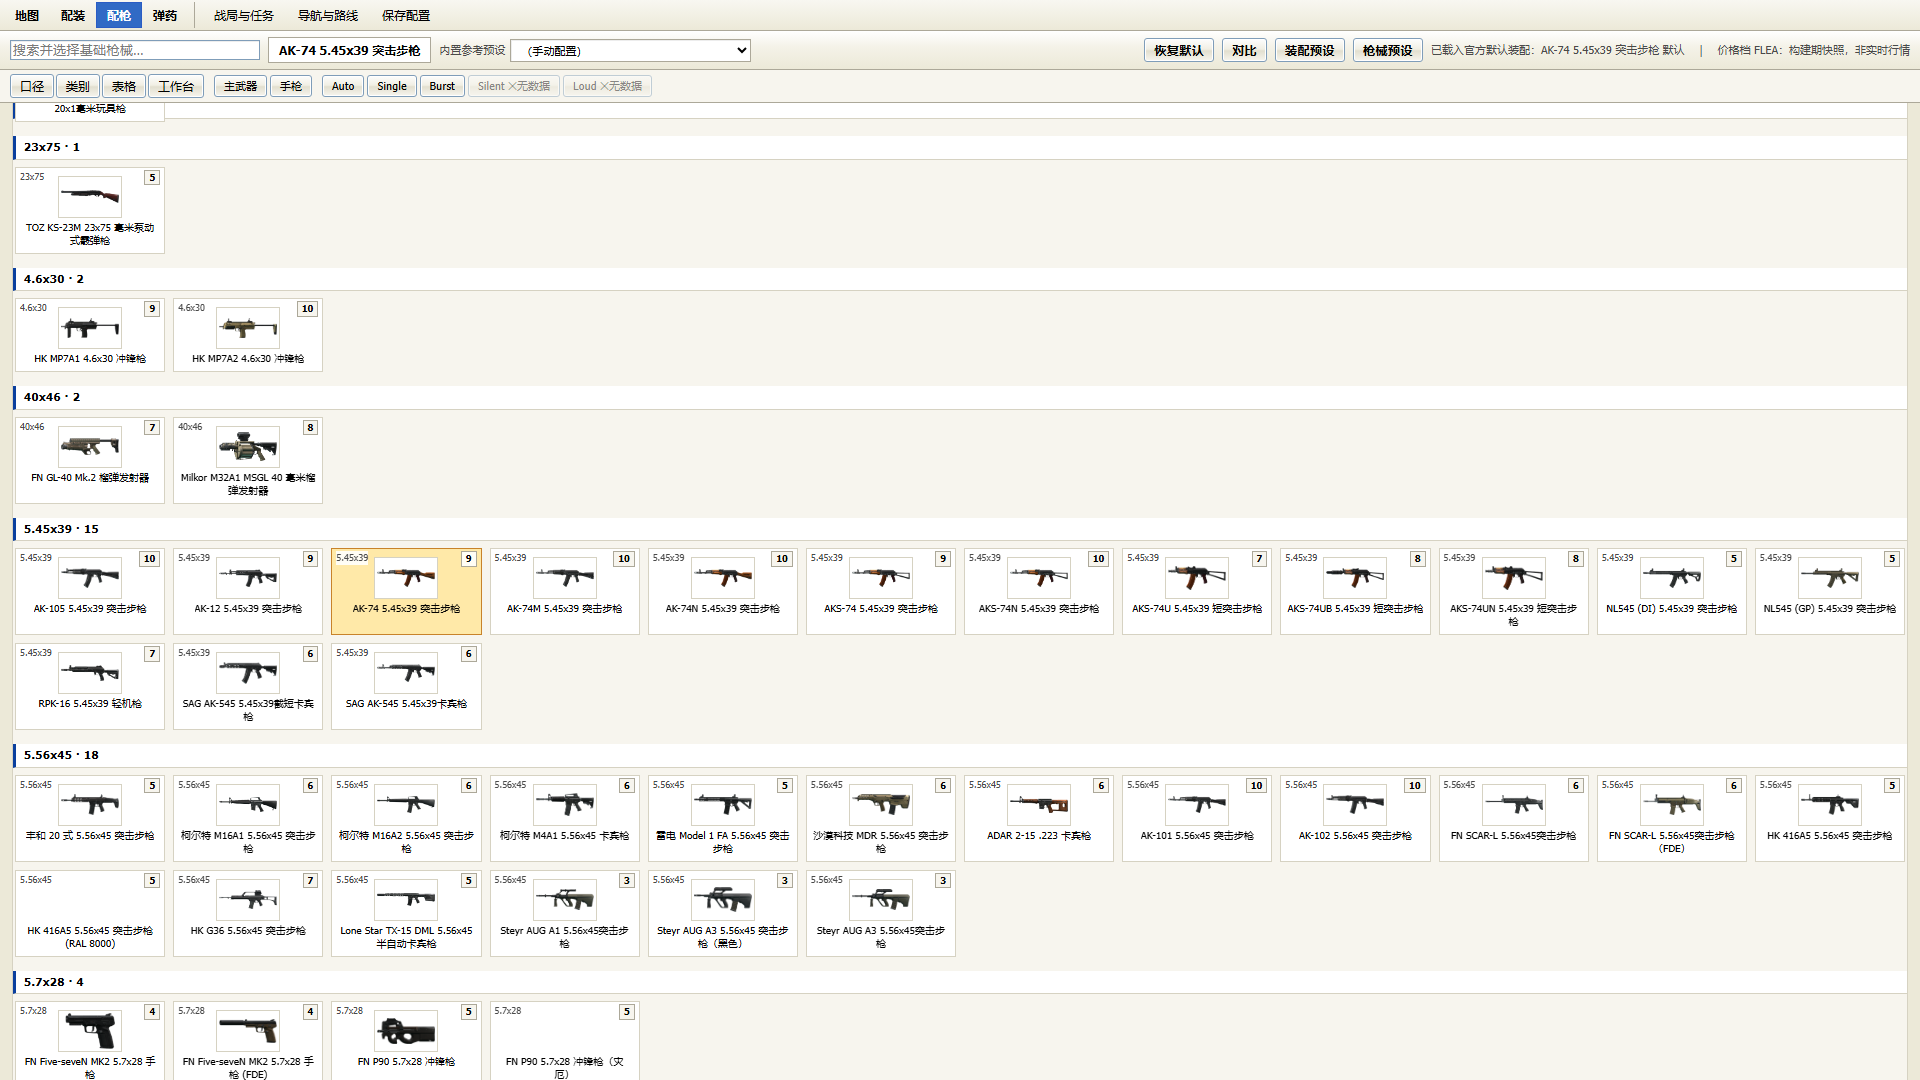 地图 配装 配枪 弹药 战局与任务 导航与路线 保存配置
搜索并选择基础枪械... AK-74 5.45x39 突击步枪 内置参考预设 （手动配置） 恢复默认 对比 装配预设 枪械预设 已载入官方默认装配：AK-74 5.45x39 突击步枪 默认 | 价格档 FLEA：构建期快照，非实时行情
口径 类别 表格 工作台 主武器 手枪 Auto Single Burst Silent ×无数据 Loud ×无数据
20x1毫米玩具枪
23x75 · 1
23x75 5
TOZ KS-23M 23x75 毫米泵动
式霰弹枪
4.6x30 · 2
4.6x30 9 4.6x30 10
HK MP7A1 4.6x30 冲锋枪 HK MP7A2 4.6x30 冲锋枪
40x46 · 2
40x46 7 40x46 8
FN GL-40 Mk.2 榴弹发射器 Milkor M32A1 MSGL 40 毫米榴
弹发射器
5.45x39 · 15
5.45x39 10 5.45x39 9 5.45x39 9 5.45x39 10 5.45x39 10 5.45x39 9 5.45x39 10 5.45x39 7 5.45x39 8 5.45x39 8 5.45x39 5 5.45x39 5
AK-105 5.45x39 突击步枪 AK-12 5.45x39 突击步枪 AK-74 5.45x39 突击步枪 AK-74M 5.45x39 突击步枪 AK-74N 5.45x39 突击步枪 AKS-74 5.45x39 突击步枪 AKS-74N 5.45x39 突击步枪 AKS-74U 5.45x39 短突击步枪 AKS-74UB 5.45x39 短突击步枪 AKS-74UN 5.45x39 短突击步 NL545 (DI) 5.45x39 突击步枪 NL545 (GP) 5.45x39 突击步枪
枪
5.45x39 7 5.45x39 6 5.45x39 6
RPK-16 5.45x39 轻机枪 SAG AK-545 5.45x39截短卡宾 SAG AK-545 5.45x39卡宾枪
枪
5.56x45 · 18
5.56x45 5 5.56x45 6 5.56x45 6 5.56x45 6 5.56x45 5 5.56x45 6 5.56x45 6 5.56x45 10 5.56x45 10 5.56x45 6 5.56x45 6 5.56x45 5
丰和 20 式 5.56x45 突击步枪 柯尔特 M16A1 5.56x45 突击步 柯尔特 M16A2 5.56x45 突击步 柯尔特 M4A1 5.56x45 卡宾枪 雷电 Model 1 FA 5.56x45 突击 沙漠科技 MDR 5.56x45 突击步 ADAR 2-15 .223 卡宾枪 AK-101 5.56x45 突击步枪 AK-102 5.56x45 突击步枪 FN SCAR-L 5.56x45突击步枪 FN SCAR-L 5.56x45突击步枪 HK 416A5 5.56x45 突击步枪
枪 枪 步枪 枪 （FDE）
5.56x45 5 5.56x45 7 5.56x45 5 5.56x45 3 5.56x45 3 5.56x45 3
HK 416A5 5.56x45 突击步枪 HK G36 5.56x45 突击步枪 Lone Star TX-15 DML 5.56x45 Steyr AUG A1 5.56x45突击步 Steyr AUG A3 5.56x45 突击步 Steyr AUG A3 5.56x45突击步
(RAL 8000) 半自动卡宾枪 枪 枪（黑色） 枪
5.7x28 · 4
5.7x28 4 5.7x28 4 5.7x28 5 5.7x28 5
FN Five-seveN MK2 5.7x28 手 FN Five-seveN MK2 5.7x28 手 FN P90 5.7x28 冲锋枪 FN P90 5.7x28 冲锋枪（灾
枪 枪 (FDE) 厄）